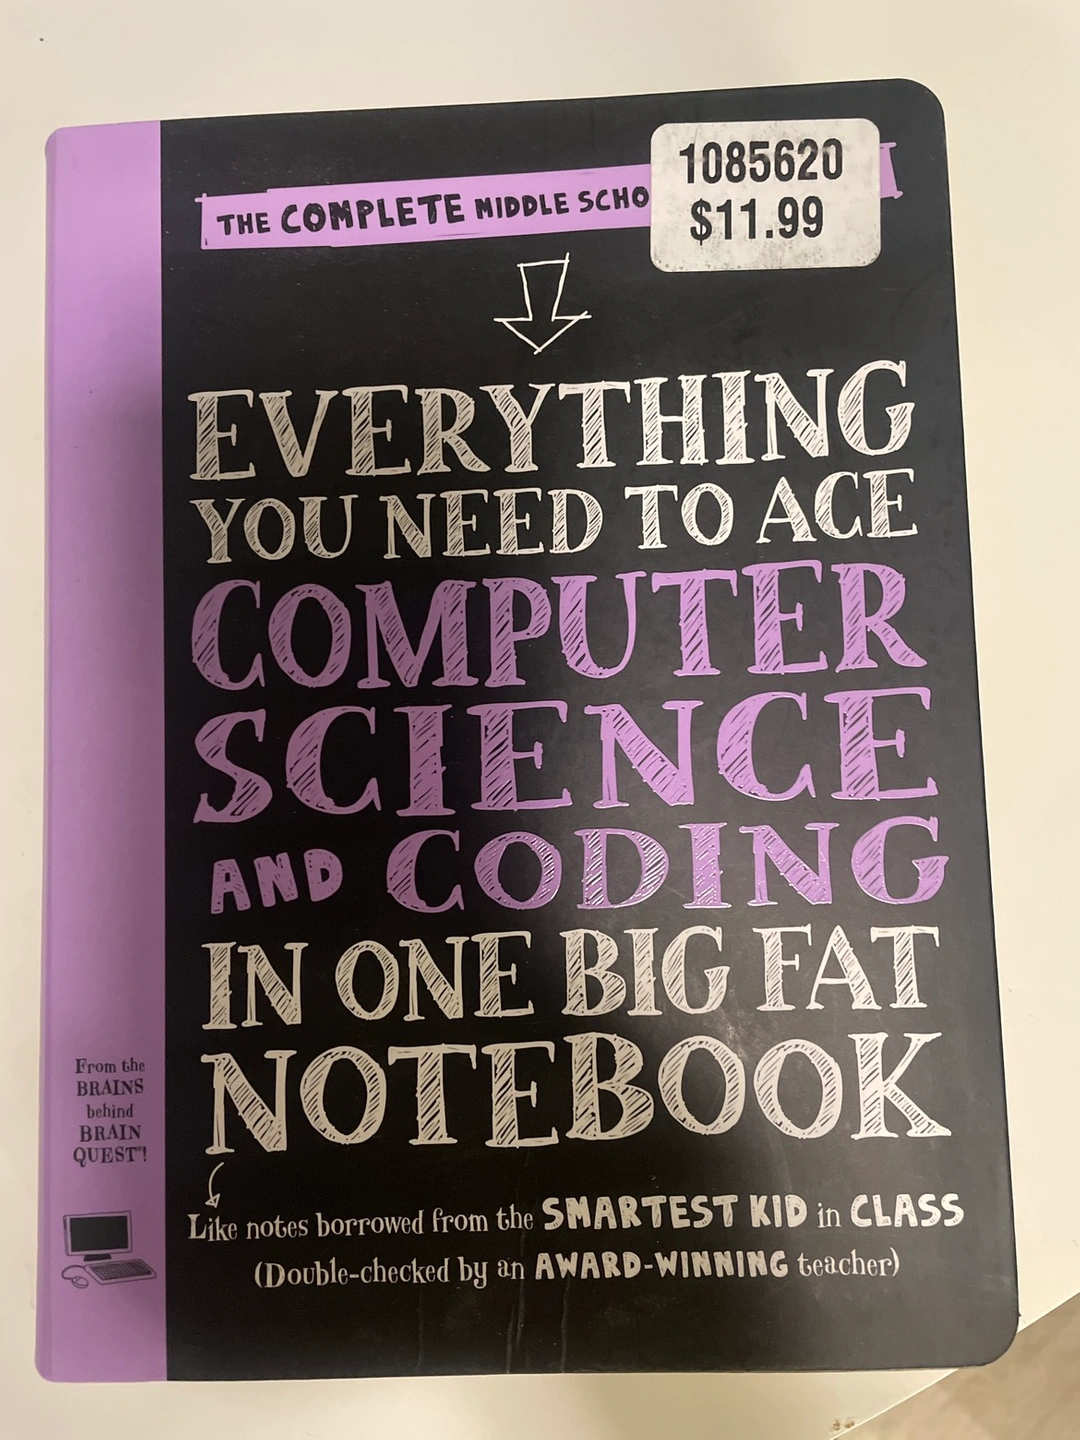 1085620
$11.99
THE COMPLETE MIDDLE SCHO
EVERYTHING
YOU NEED TO ACE
COMPUTER
SCIENCE
AND CODING
IN ONE BIG FAT
NOTEBOOK
Like notes borrowed from the SMARTEST KID in CLASS
(Double-checked by an AWARD-WINNING teacher)
From the
BRAINS
behind
BRAIN
QUEST®!